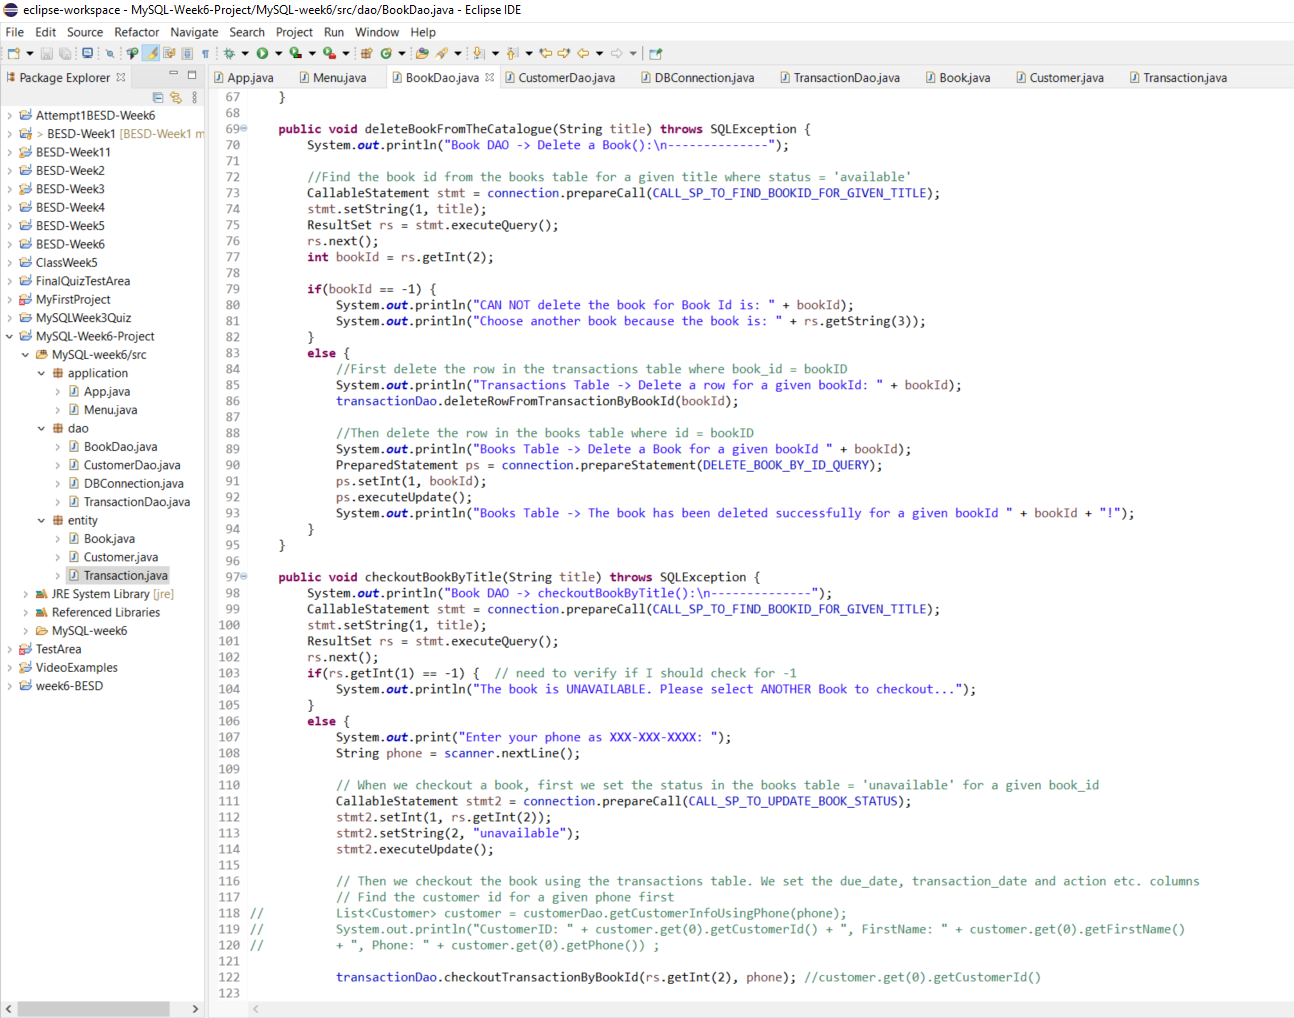 eclipse-workspace - MySQL-Week6-Project/MySQL-week6/src/dao/BookDao.java - Eclipse IDE
File Edit Source Refactor Navigate Search Project Run Window Help
Package Explorer
App.java Menu.java BookDao.java CustomerDao.java DBConnection.java TransactionDao.java Book.java Customer.java Transaction.java
Attempt1BESD-Week6
> BESD-Week1 [BESD-Week1 m
BESD-Week11
BESD-Week2
BESD-Week3
BESD-Week4
BESD-Week5
BESD-Week6
ClassWeek5
FinalQuizTestArea
MyFirstProject
MySQLWeek3Quiz
MySQL-Week6-Project
MySQL-week6/src
application
App.java
Menu.java
dao
BookDao.java
CustomerDao.java
DBConnection.java
TransactionDao.java
entity
Book.java
Customer.java
Transaction.java
JRE System Library [jre]
Referenced Libraries
MySQL-week6
TestArea
VideoExamples
week6-BESD
67 }
68
69 public void deleteBookFromTheCatalogue(String title) throws SQLException {
70 System.out.println("Book DAO -> Delete a Book():\n--------------");
71
72 //Find the book id from the books table for a given title where status = 'available'
73 CallableStatement stmt = connection.prepareCall(CALL_SP_TO_FIND_BOOKID_FOR_GIVEN_TITLE);
74 stmt.setString(1, title);
75 ResultSet rs = stmt.executeQuery();
76 rs.next();
77 int bookId = rs.getInt(2);
78
79 if(bookId == -1) {
80 System.out.println("CAN NOT delete the book for Book Id is: " + bookId);
81 System.out.println("Choose another book because the book is: " + rs.getString(3));
82 }
83 else {
84 //First delete the row in the transactions table where book_id = bookID
85 System.out.println("Transactions Table -> Delete a row for a given bookId: " + bookId);
86 transactionDao.deleteRowFromTransactionByBookId(bookId);
87
88 //Then delete the row in the books table where id = bookID
89 System.out.println("Books Table -> Delete a Book for a given bookId " + bookId);
90 PreparedStatement ps = connection.prepareStatement(DELETE_BOOK_BY_ID_QUERY);
91 ps.setInt(1, bookId);
92 ps.executeUpdate();
93 System.out.println("Books Table -> The book has been deleted successfully for a given bookId " + bookId + "!");
94 }
95 }
96
97 public void checkoutBookByTitle(String title) throws SQLException {
98 System.out.println("Book DAO -> checkoutBookByTitle():\n--------------");
99 CallableStatement stmt = connection.prepareCall(CALL_SP_TO_FIND_BOOKID_FOR_GIVEN_TITLE);
100 stmt.setString(1, title);
101 ResultSet rs = stmt.executeQuery();
102 rs.next();
103 if(rs.getInt(1) == -1) { // need to verify if I should check for -1
104 System.out.println("The book is UNAVAILABLE. Please select ANOTHER Book to checkout...");
105 }
106 else {
107 System.out.print("Enter your phone as XXX-XXX-XXXX: ");
108 String phone = scanner.nextLine();
109
110 // When we checkout a book, first we set the status in the books table = 'unavailable' for a given book_id
111 CallableStatement stmt2 = connection.prepareCall(CALL_SP_TO_UPDATE_BOOK_STATUS);
112 stmt2.setInt(1, rs.getInt(2));
113 stmt2.setString(2, "unavailable");
114 stmt2.executeUpdate();
115
116 // Then we checkout the book using the transactions table. We set the due_date, transaction_date and action etc. columns
117 // Find the customer id for a given phone first
118 // List<Customer> customer = customerDao.getCustomerInfoUsingPhone(phone);
119 // System.out.println("CustomerID: " + customer.get(0).getCustomerId() + ", FirstName: " + customer.get(0).getFirstName()
120 // + ", Phone: " + customer.get(0).getPhone()) ;
121
122 transactionDao.checkoutTransactionByBookId(rs.getInt(2), phone); //customer.get(0).getCustomerId()
123